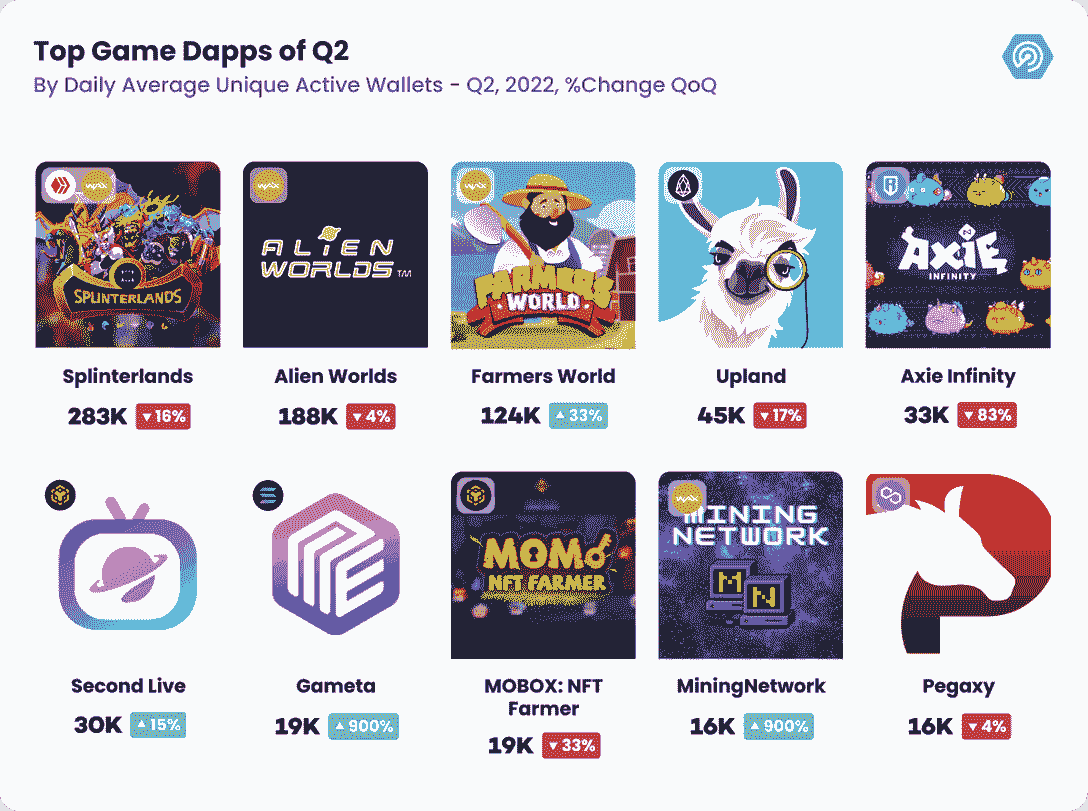 Top Game Dapps of Q2
By Daily Average Unique Active Wallets - Q2, 2022, %Change QoQ
SPLINTERLANDS
ALIEN
WORLDS™
FARMERS
WORLD
AXIE
INFINITY
Splinterlands
Alien Worlds
Farmers World
Upland
Axie Infinity
283K ▼16%
188K ▼4%
124K ▲33%
45K ▼17%
33K ▼83%
MOMO
NFT FARMER
MINING
NETWORK
M
N
Second Live
Gameta
MOBOX: NFT
Farmer
MiningNetwork
Pegaxy
30K ▲15%
19K ▲900%
19K ▼33%
16K ▲900%
16K ▼4%